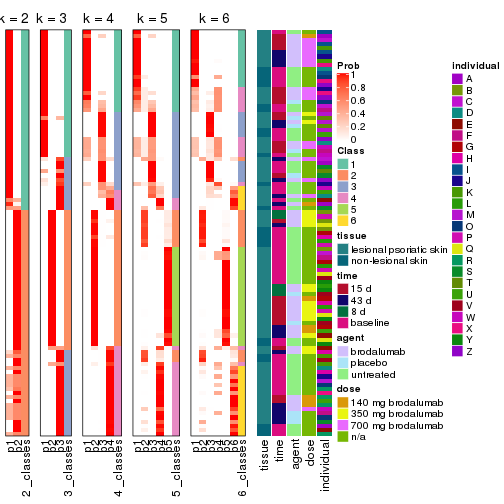 k = 2
k = 3
k = 4
k = 5
k = 6
p1
p2
2_classes
p1
p2
p3
3_classes
p1
p2
p3
p4
4_classes
p1
p2
p3
p4
p5
5_classes
p1
p2
p3
p4
p5
p6
6_classes
tissue
time
agent
dose
individual
Prob
1
0.8
0.6
0.4
0.2
0
Class
1
2
3
4
5
6
tissue
lesional psoriatic skin
non-lesional skin
time
15 d
43 d
8 d
baseline
agent
brodalumab
placebo
untreated
dose
140 mg brodalumab
350 mg brodalumab
700 mg brodalumab
n/a
individual
A
B
C
D
E
F
G
H
I
J
K
L
M
O
P
Q
R
S
T
U
V
W
X
Y
Z